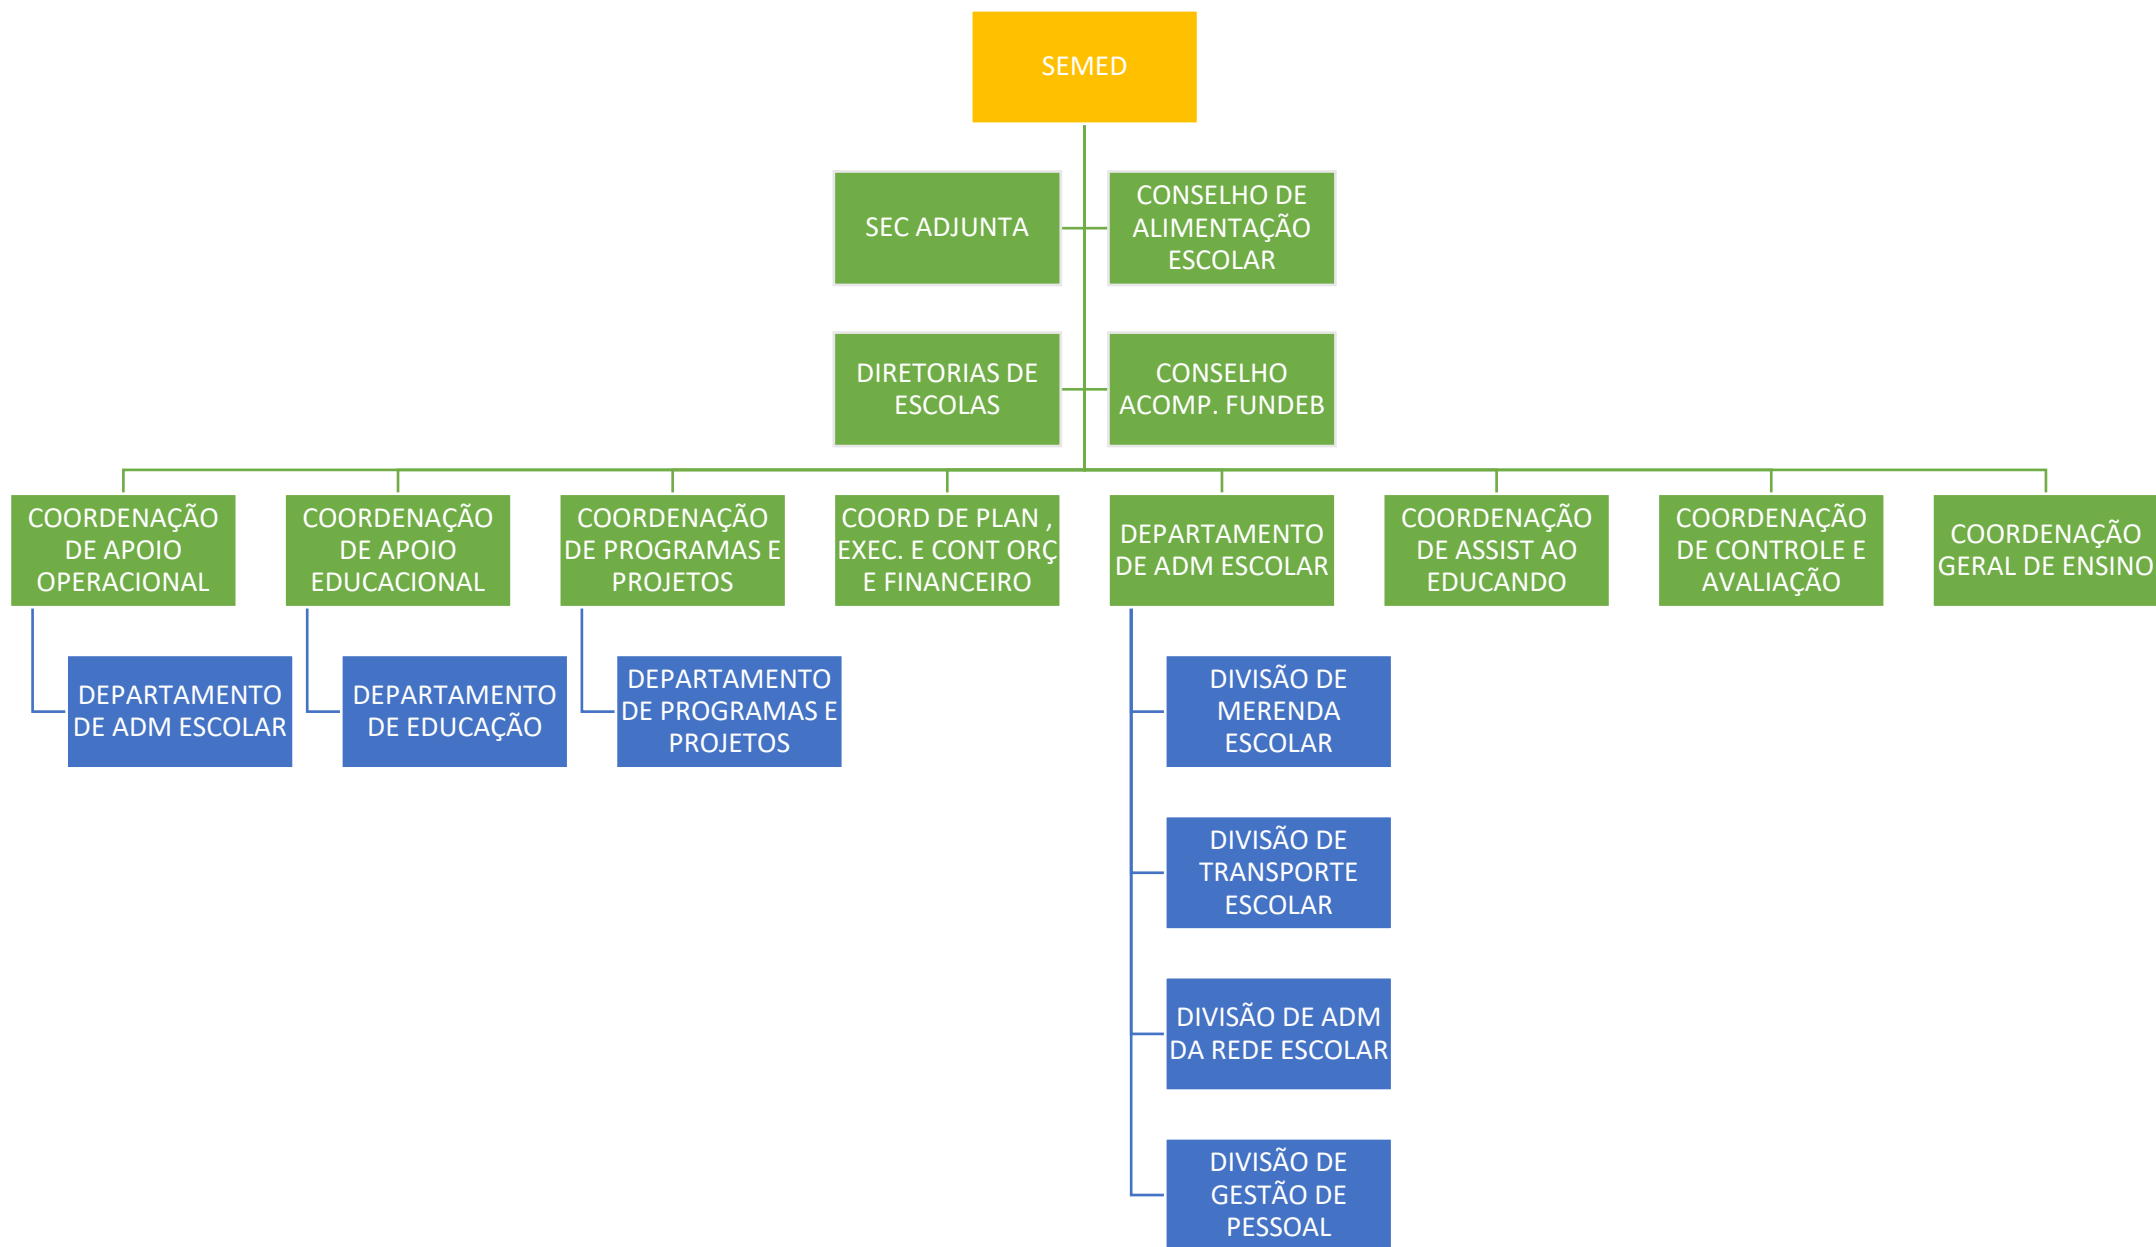 SEMED
SEC ADJUNTA
CONSELHO DE
ALIMENTAÇÃO
ESCOLAR
DIRETORIAS DE
ESCOLAS
CONSELHO
ACOMP. FUNDEB
COORDENAÇÃO
DE APOIO
OPERACIONAL
COORDENAÇÃO
DE APOIO
EDUCACIONAL
COORDENAÇÃO
DE PROGRAMAS E
PROJETOS
COORD DE PLAN ,
EXEC. E CONT ORÇ
E FINANCEIRO
DEPARTAMENTO
DE ADM ESCOLAR
COORDENAÇÃO
DE ASSIST AO
EDUCANDO
COORDENAÇÃO
DE CONTROLE E
AVALIAÇÃO
COORDENAÇÃO
GERAL DE ENSINO
DEPARTAMENTO
DE ADM ESCOLAR
DEPARTAMENTO
DE EDUCAÇÃO
DEPARTAMENTO
DE PROGRAMAS E
PROJETOS
DIVISÃO DE
MERENDA
ESCOLAR
DIVISÃO DE
TRANSPORTE
ESCOLAR
DIVISÃO DE ADM
DA REDE ESCOLAR
DIVISÃO DE
GESTÃO DE
PESSOAL